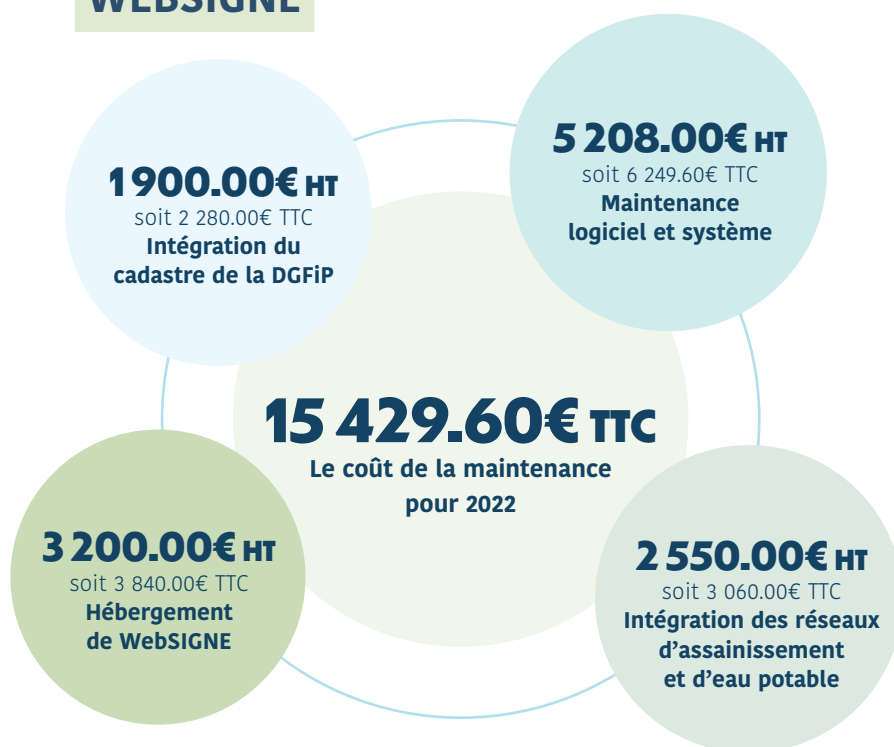 WEBSIGNE
1 900.00€ HT
soit 2 280.00€ TTC
Intégration du
cadastre de la DGFiP
5 208.00€ HT
soit 6 249.60€ TTC
Maintenance
logiciel et système
15 429.60€ TTC
Le coût de la maintenance
pour 2022
3 200.00€ HT
soit 3 840.00€ TTC
Hébergement
de WebSIGNE
2 550.00€ HT
soit 3 060.00€ TTC
Intégration des réseaux
d'assainissement
et d'eau potable